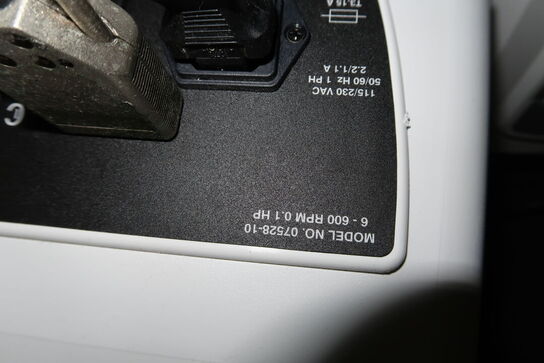 MODEL NO. 07528-10
6 - 600 RPM 0.1 HP
115/230 VAC
50/60 Hz 1 PH
2.2/1.1 A
T3.15A
C